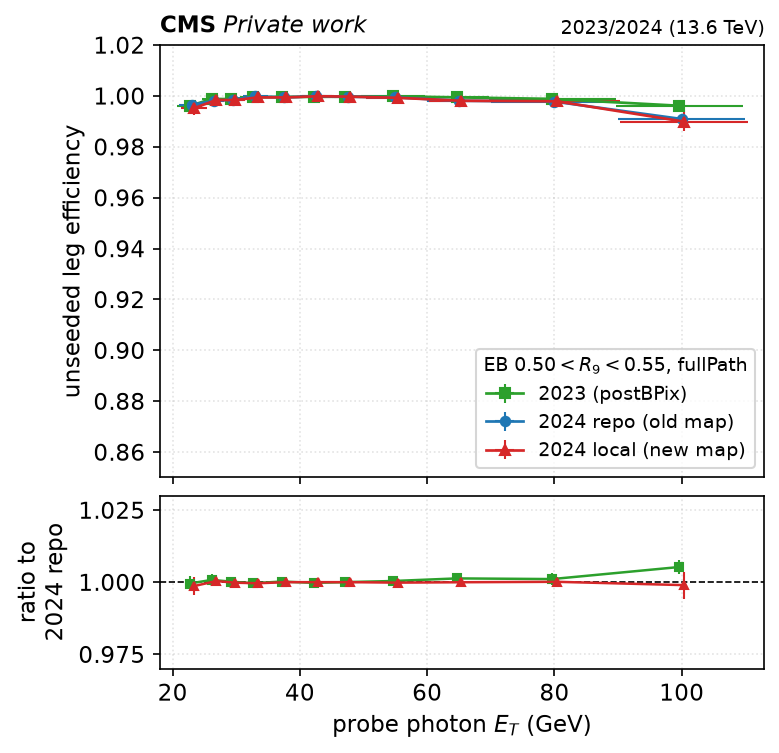 CMS Private work 2023/2024 (13.6 TeV)
unseeded leg efficiency
1.02
1.00
0.98
0.96
0.94
0.92
0.90
0.88
0.86
EB 0.50 < R₉ < 0.55, fullPath
2023 (postBPix)
2024 repo (old map)
2024 local (new map)
ratio to
2024 repo
1.025
1.000
0.975
20 40 60 80 100
probe photon E_T (GeV)